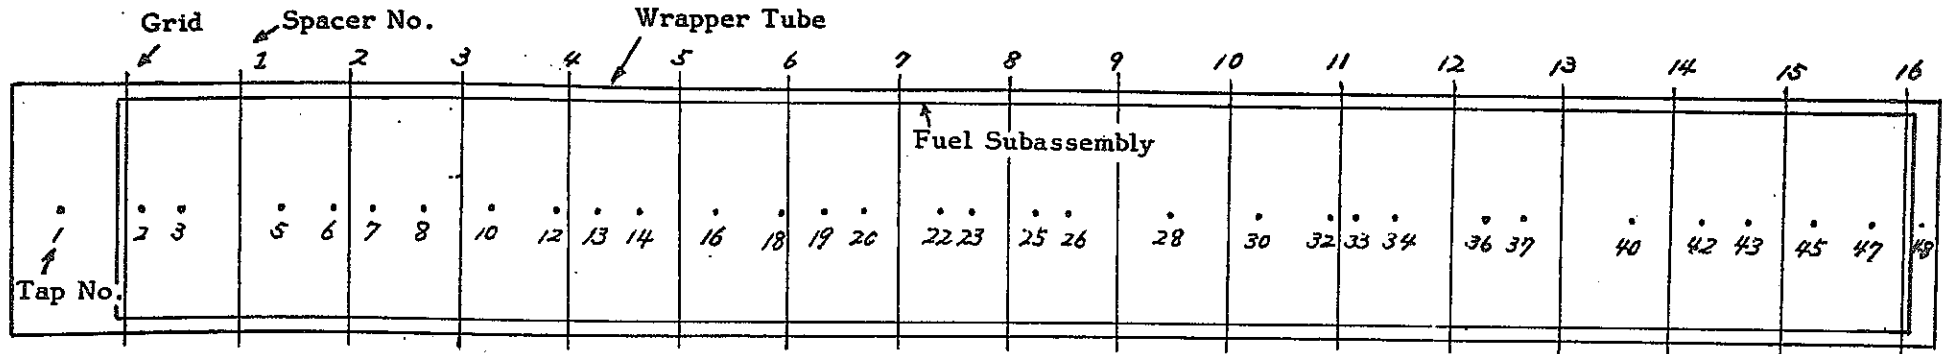 Grid Spacer No. Wrapper Tube
1 2 3 4 5 6 7 8 9 10 11 12 13 14 15 16
Fuel Subassembly
1 2 3 5 6 7 8 10 12 13 14 16 18 19 20 22 23 25 26 28 30 32 33 34 36 37 40 42 43 45 47 48
Tap No.